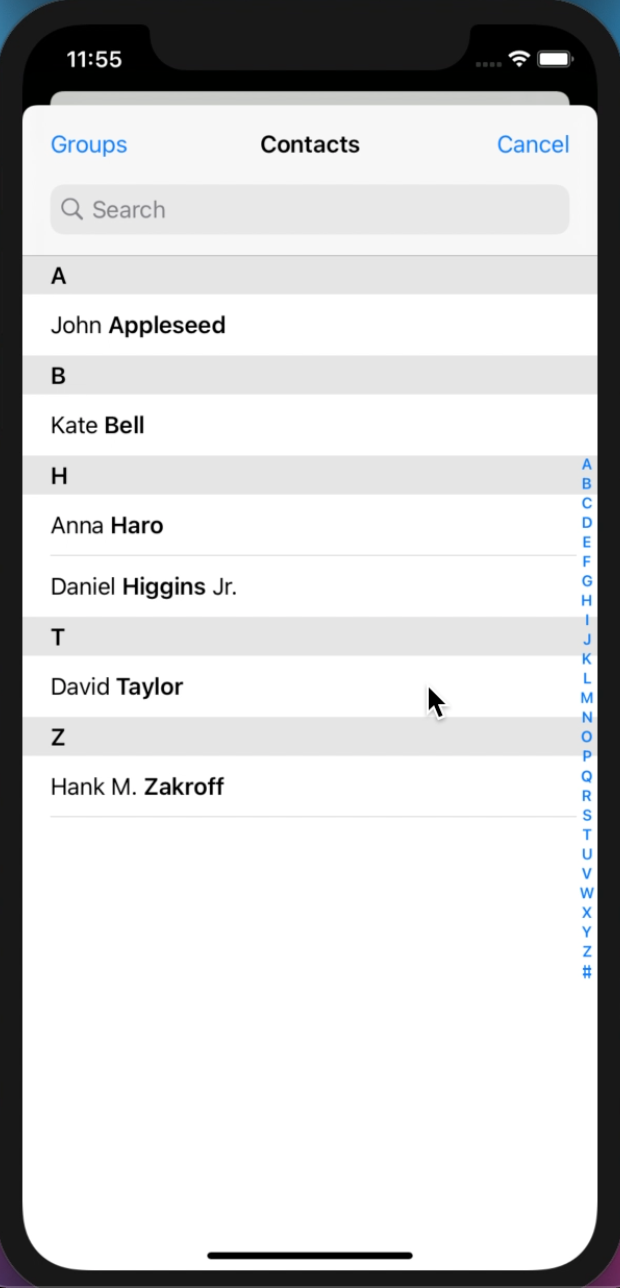 11:55
Groups Contacts Cancel
Search
A
John Appleseed
B
Kate Bell
H
Anna Haro
Daniel Higgins Jr.
T
David Taylor
Z
Hank M. Zakroff
A
B
C
D
E
F
G
H
I
J
K
L
M
N
O
P
Q
R
S
T
U
V
W
X
Y
Z
#